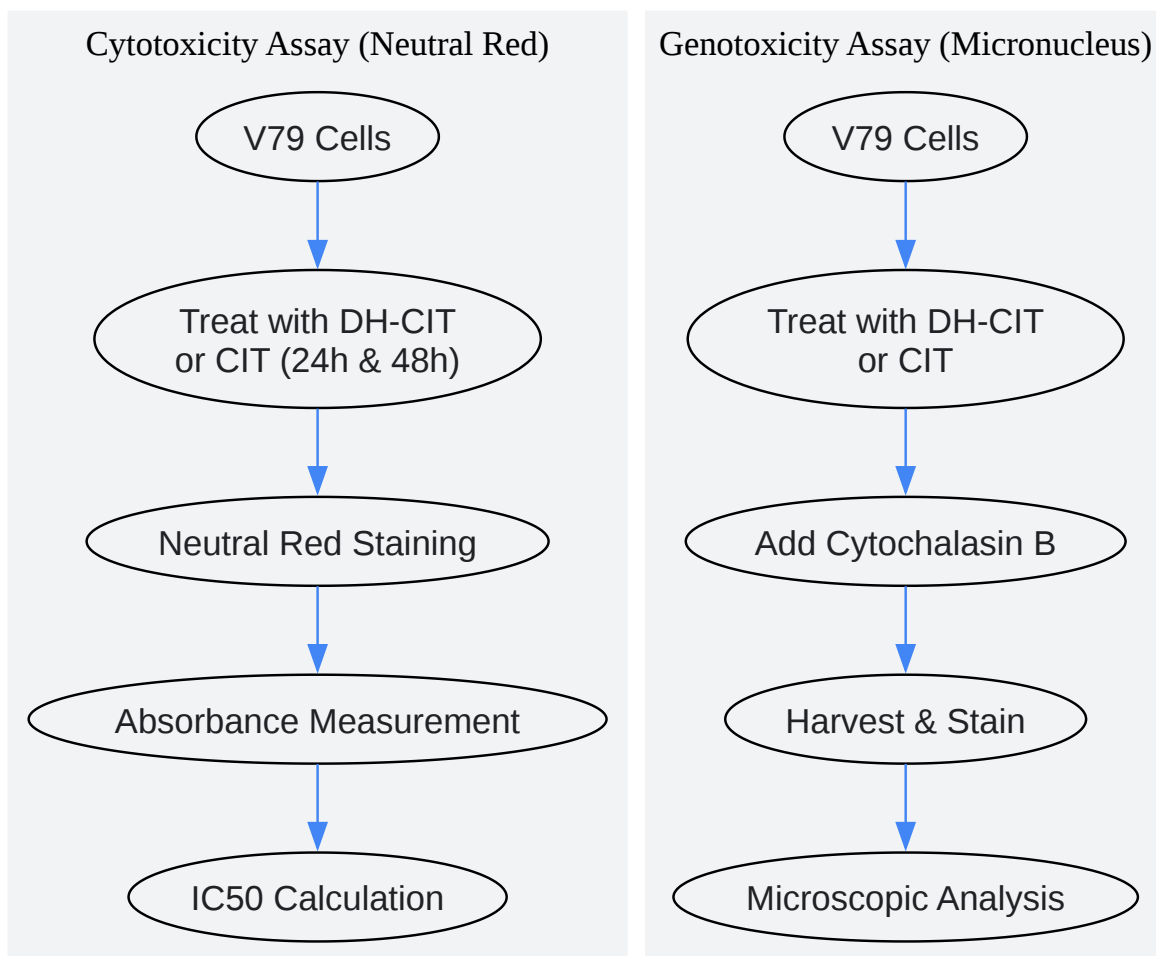 Cytotoxicity Assay (Neutral Red)
V79 Cells
Treat with DH-CIT
or CIT (24h & 48h)
Neutral Red Staining
Absorbance Measurement
IC50 Calculation
Genotoxicity Assay (Micronucleus)
V79 Cells
Treat with DH-CIT
or CIT
Add Cytochalasin B
Harvest & Stain
Microscopic Analysis